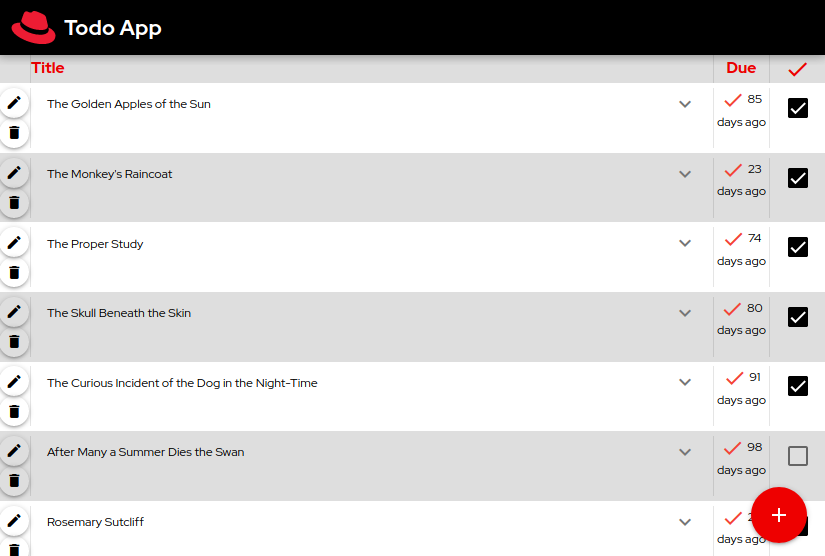 Todo App
Title Due
The Golden Apples of the Sun 85
days ago
The Monkey's Raincoat 23
days ago
The Proper Study 74
days ago
The Skull Beneath the Skin 80
days ago
The Curious Incident of the Dog in the Night-Time 91
days ago
After Many a Summer Dies the Swan 98
days ago
Rosemary Sutcliff
days ago